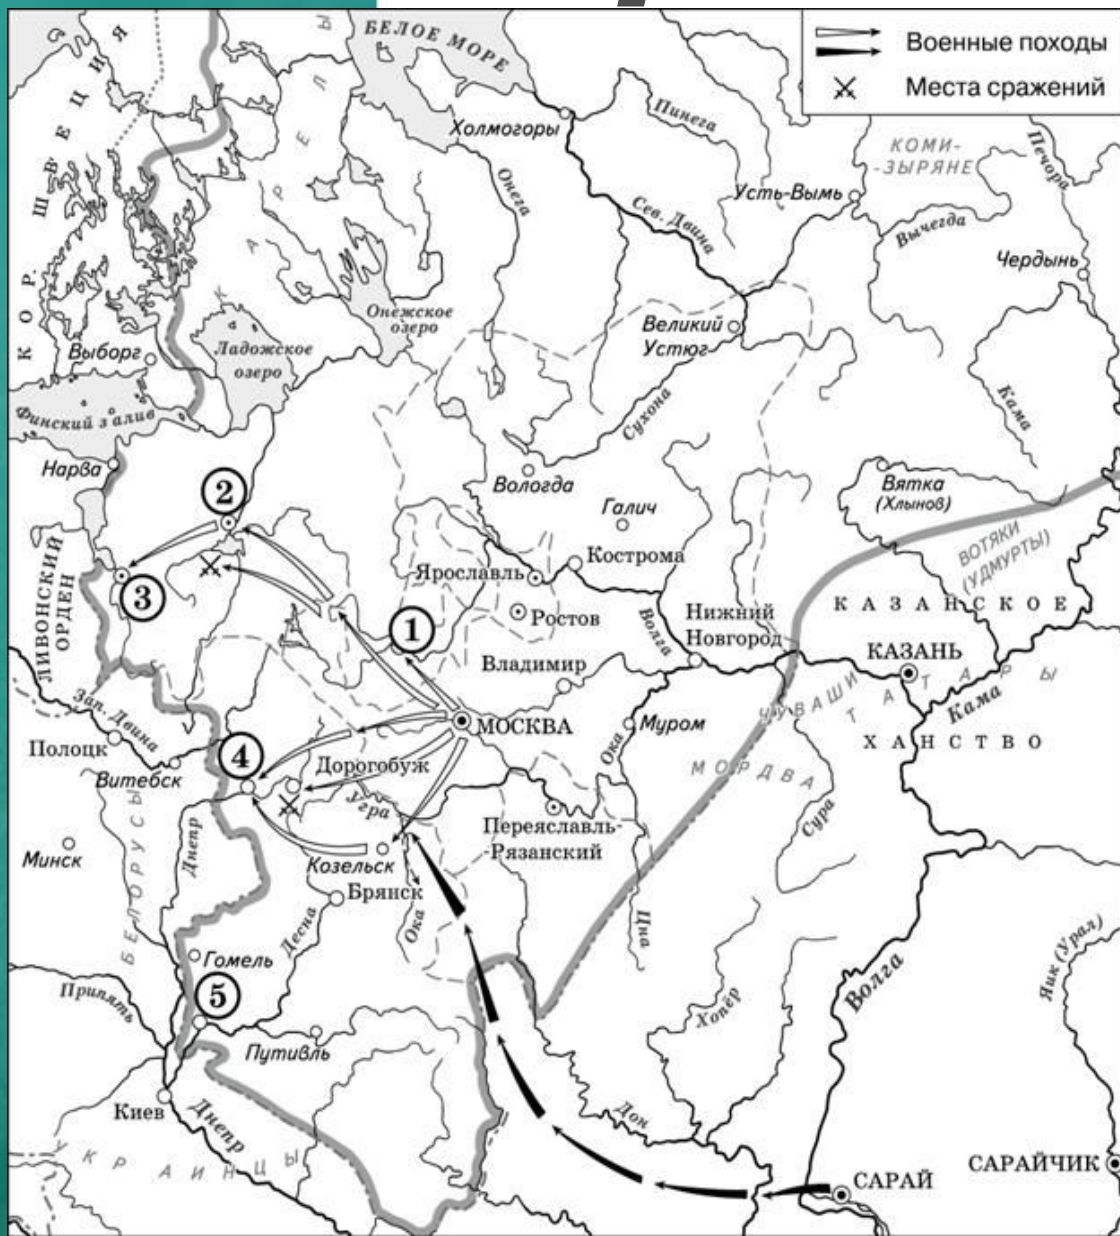 Военные походы
Места сражений
БЕЛОЕ МОРЕ
КОР. ШВЕЦИЯ
КАРЕЛЫ
Холмогоры
Пинега
КОМИ-
-ЗЫРЯНЕ
Печора
Онега
Усть-Вымь
Сев. Двина
Вычегда
Чердынь
Онежское
озеро
Великий
Устюг
Ладожское
озеро
Выборг
Финский залив
Сухона
Кама
Нарва
Вологда
Вятка
(Хлынов)
2
Галич
ВОТЯКИ
(УДМУРТЫ)
Кострома
Ярославль
ЛИВОНСКИЙ
ОРДЕН
3
Ростов
КАЗАНСКОЕ
1
Волга
Нижний
Новгород
КАЗАНЬ
Владимир
ТАТАРЫ
ЧУВАШИ
Кама
Зап. Двина
МОСКВА
Муром
Ока
ХАНСТВО
Полоцк
4
Витебск
Дорогобуж
МОРДВА
Угра
Сура
Переяславль-
-Рязанский
Днепр
БЕЛОРУСЫ
Минск
Козельск
Брянск
Ока
Десна
Цна
Гомель
Волга
Яик (Урал)
Припять
5
Хопёр
Путивль
Киев
Днепр
Дон
УКРАИНЦЫ
САРАЙЧИК
САРАЙ